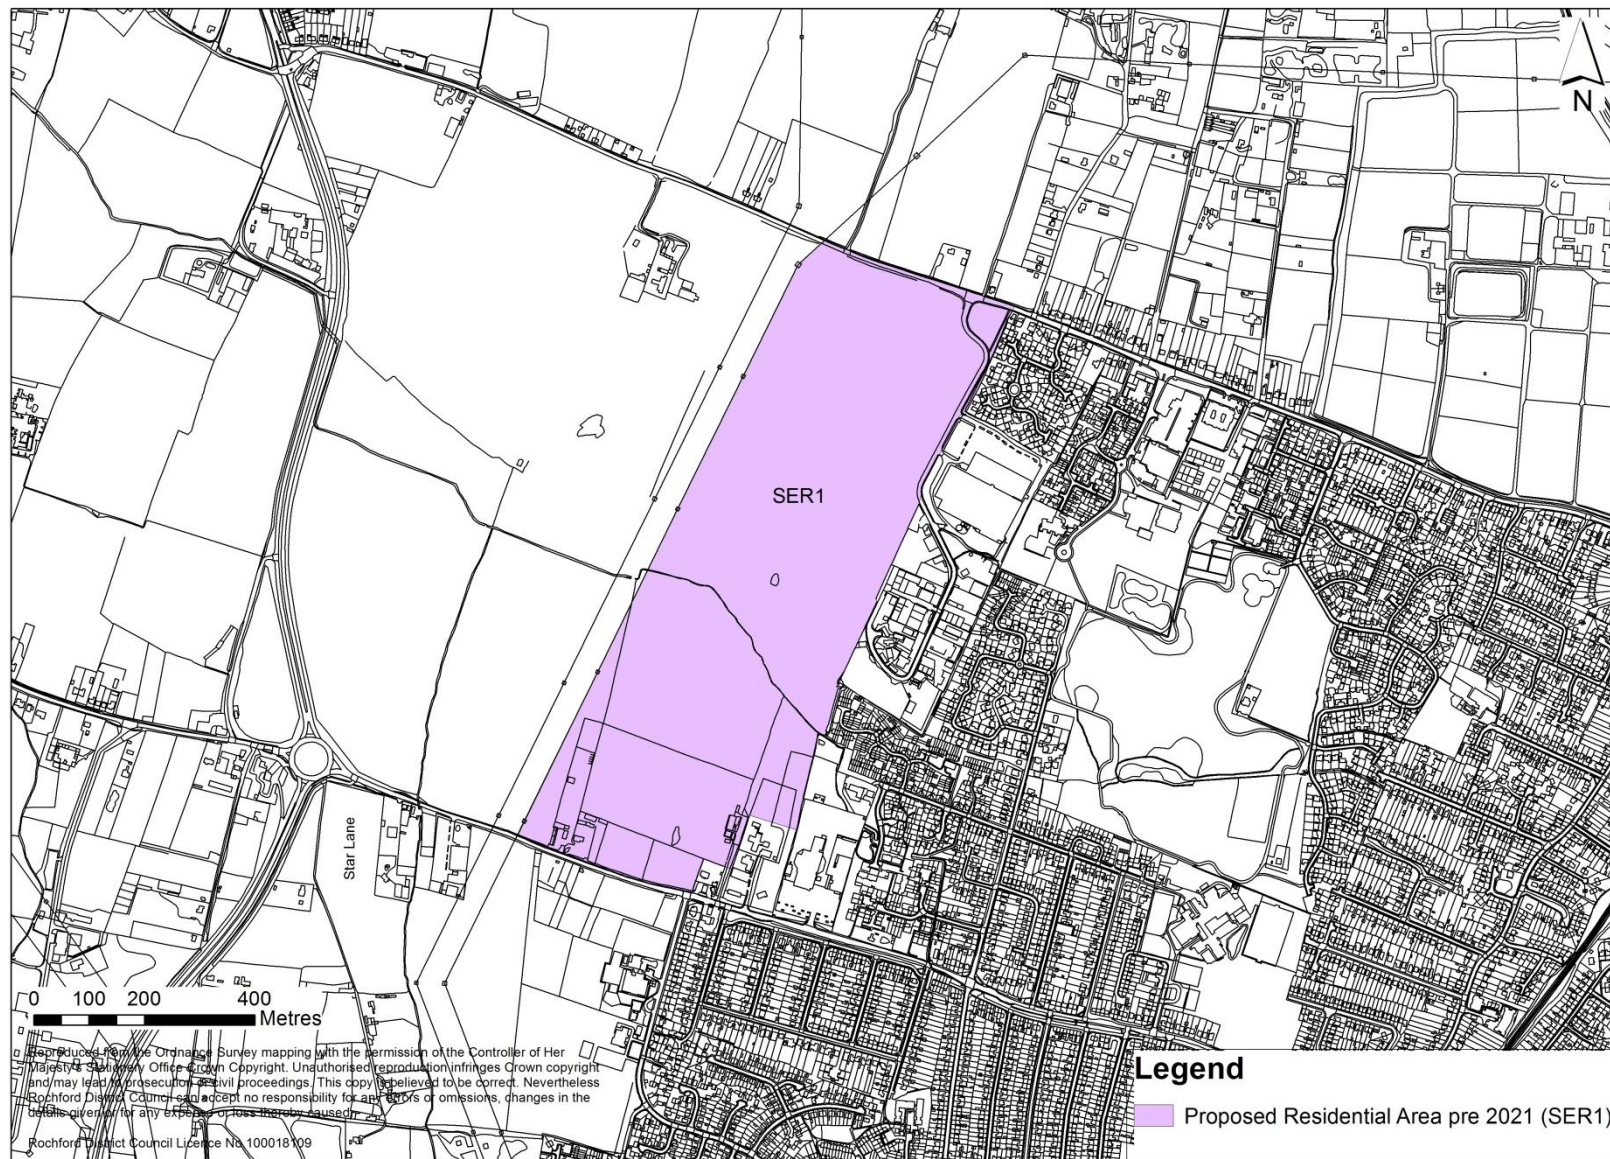 N
SER1
Star Lane
0 100 200 400
Metres
Reproduced from the Ordnance Survey mapping with the permission of the Controller of Her
Majesty's Stationery Office Crown Copyright. Unauthorised reproduction infringes Crown copyright
and may lead to prosecution or civil proceedings. This copy is believed to be correct. Nevertheless
Rochford District Council can accept no responsibility for any errors or omissions, changes in the
details given or for any expense or loss thereby caused.
Rochford District Council Licence No 100018109
Legend
Proposed Residential Area pre 2021 (SER1)